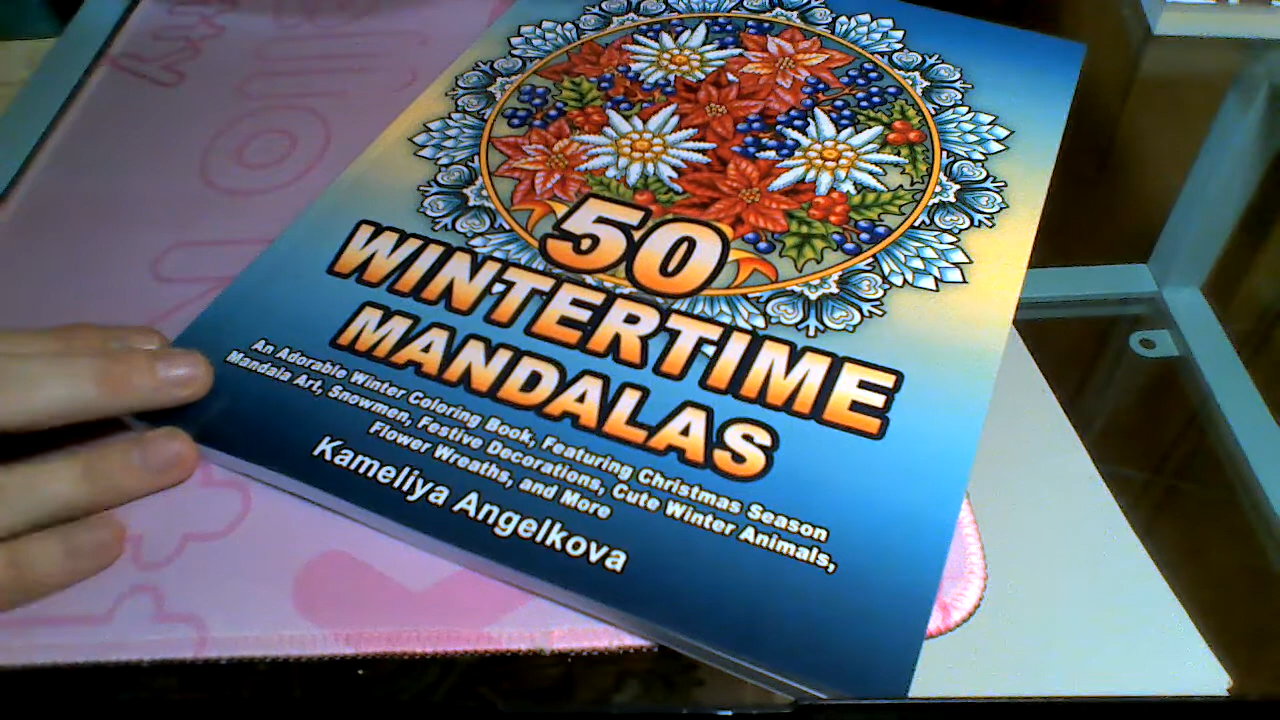 50
WINTERTIME
MANDALAS
An Adorable Winter Coloring Book, Featuring Christmas Season
Mandala Art, Snowmen, Festive Decorations, Cute Winter Animals,
Flower Wreaths, and More
Kameliya Angelkova